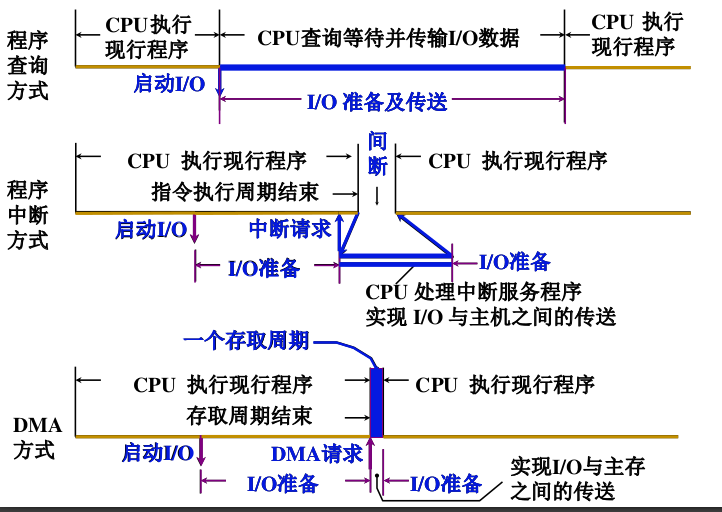 程序
查询
方式
CPU执行
现行程序
CPU查询等待并传输I/O数据
CPU 执行
现行程序
启动I/O
I/O 准备及传送
程序
中断
方式
CPU 执行现行程序
指令执行周期结束
间
断
CPU 执行现行程序
启动I/O
中断请求
I/O准备
I/O准备
CPU 处理中断服务程序
实现 I/O 与主机之间的传送
一个存取周期
DMA
方式
CPU 执行现行程序
存取周期结束
CPU 执行现行程序
启动I/O
DMA请求
I/O准备
I/O准备
实现I/O与主存
之间的传送